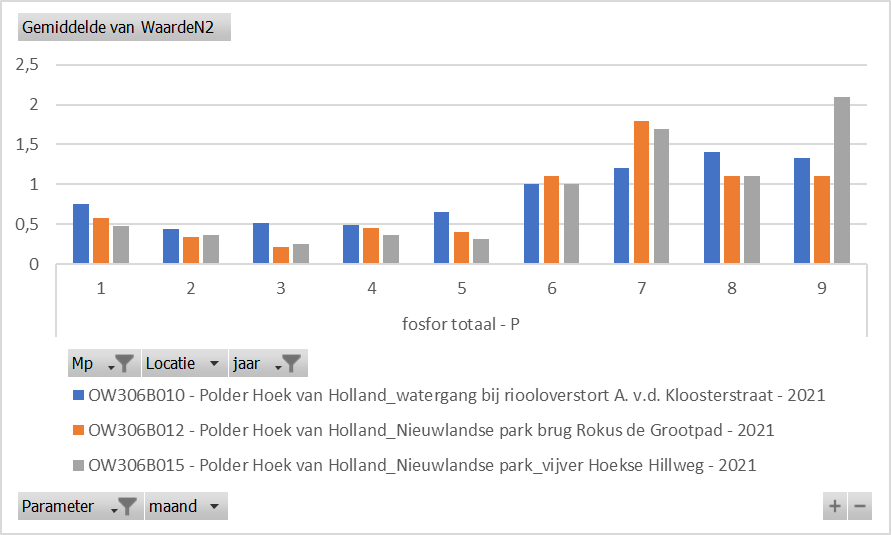 Gemiddelde van WaardeN2
2,5
2
1,5
1
0,5
0
1 2 3 4 5 6 7 8 9
fosfor totaal - P
Mp Locatie jaar
OW306B010 - Polder Hoek van Holland_watergang bij riooloverstort A. v.d. Kloosterstraat - 2021
OW306B012 - Polder Hoek van Holland_Nieuwlandse park brug Rokus de Grootpad - 2021
OW306B015 - Polder Hoek van Holland_Nieuwlandse park_vijver Hoekse Hillweg - 2021
Parameter maand + −